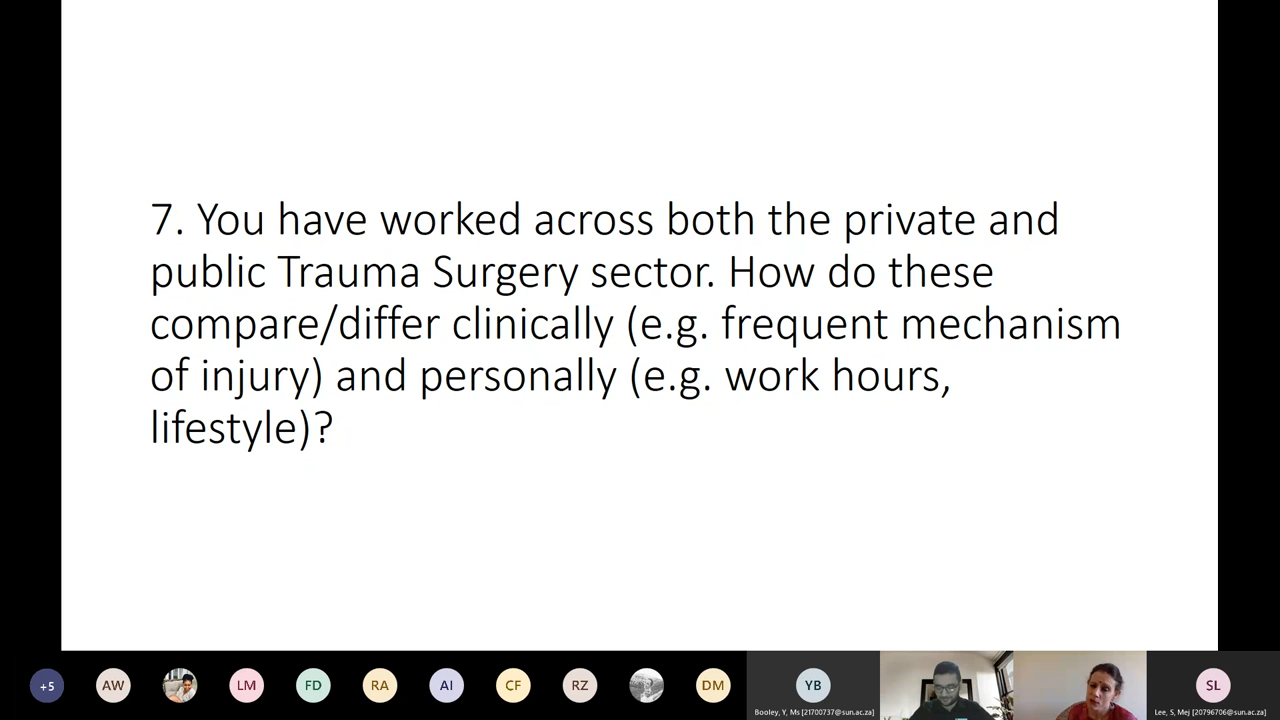 7. You have worked across both the private and
public Trauma Surgery sector. How do these
compare/differ clinically (e.g. frequent mechanism
of injury) and personally (e.g. work hours,
lifestyle)?
+5
AW
LM
FD
RA
AI
CF
RZ
DM
YB
SL
Booley, Y, Ms [21700737@sun.ac.za]
Lee, S, Mej [20796706@sun.ac.za]